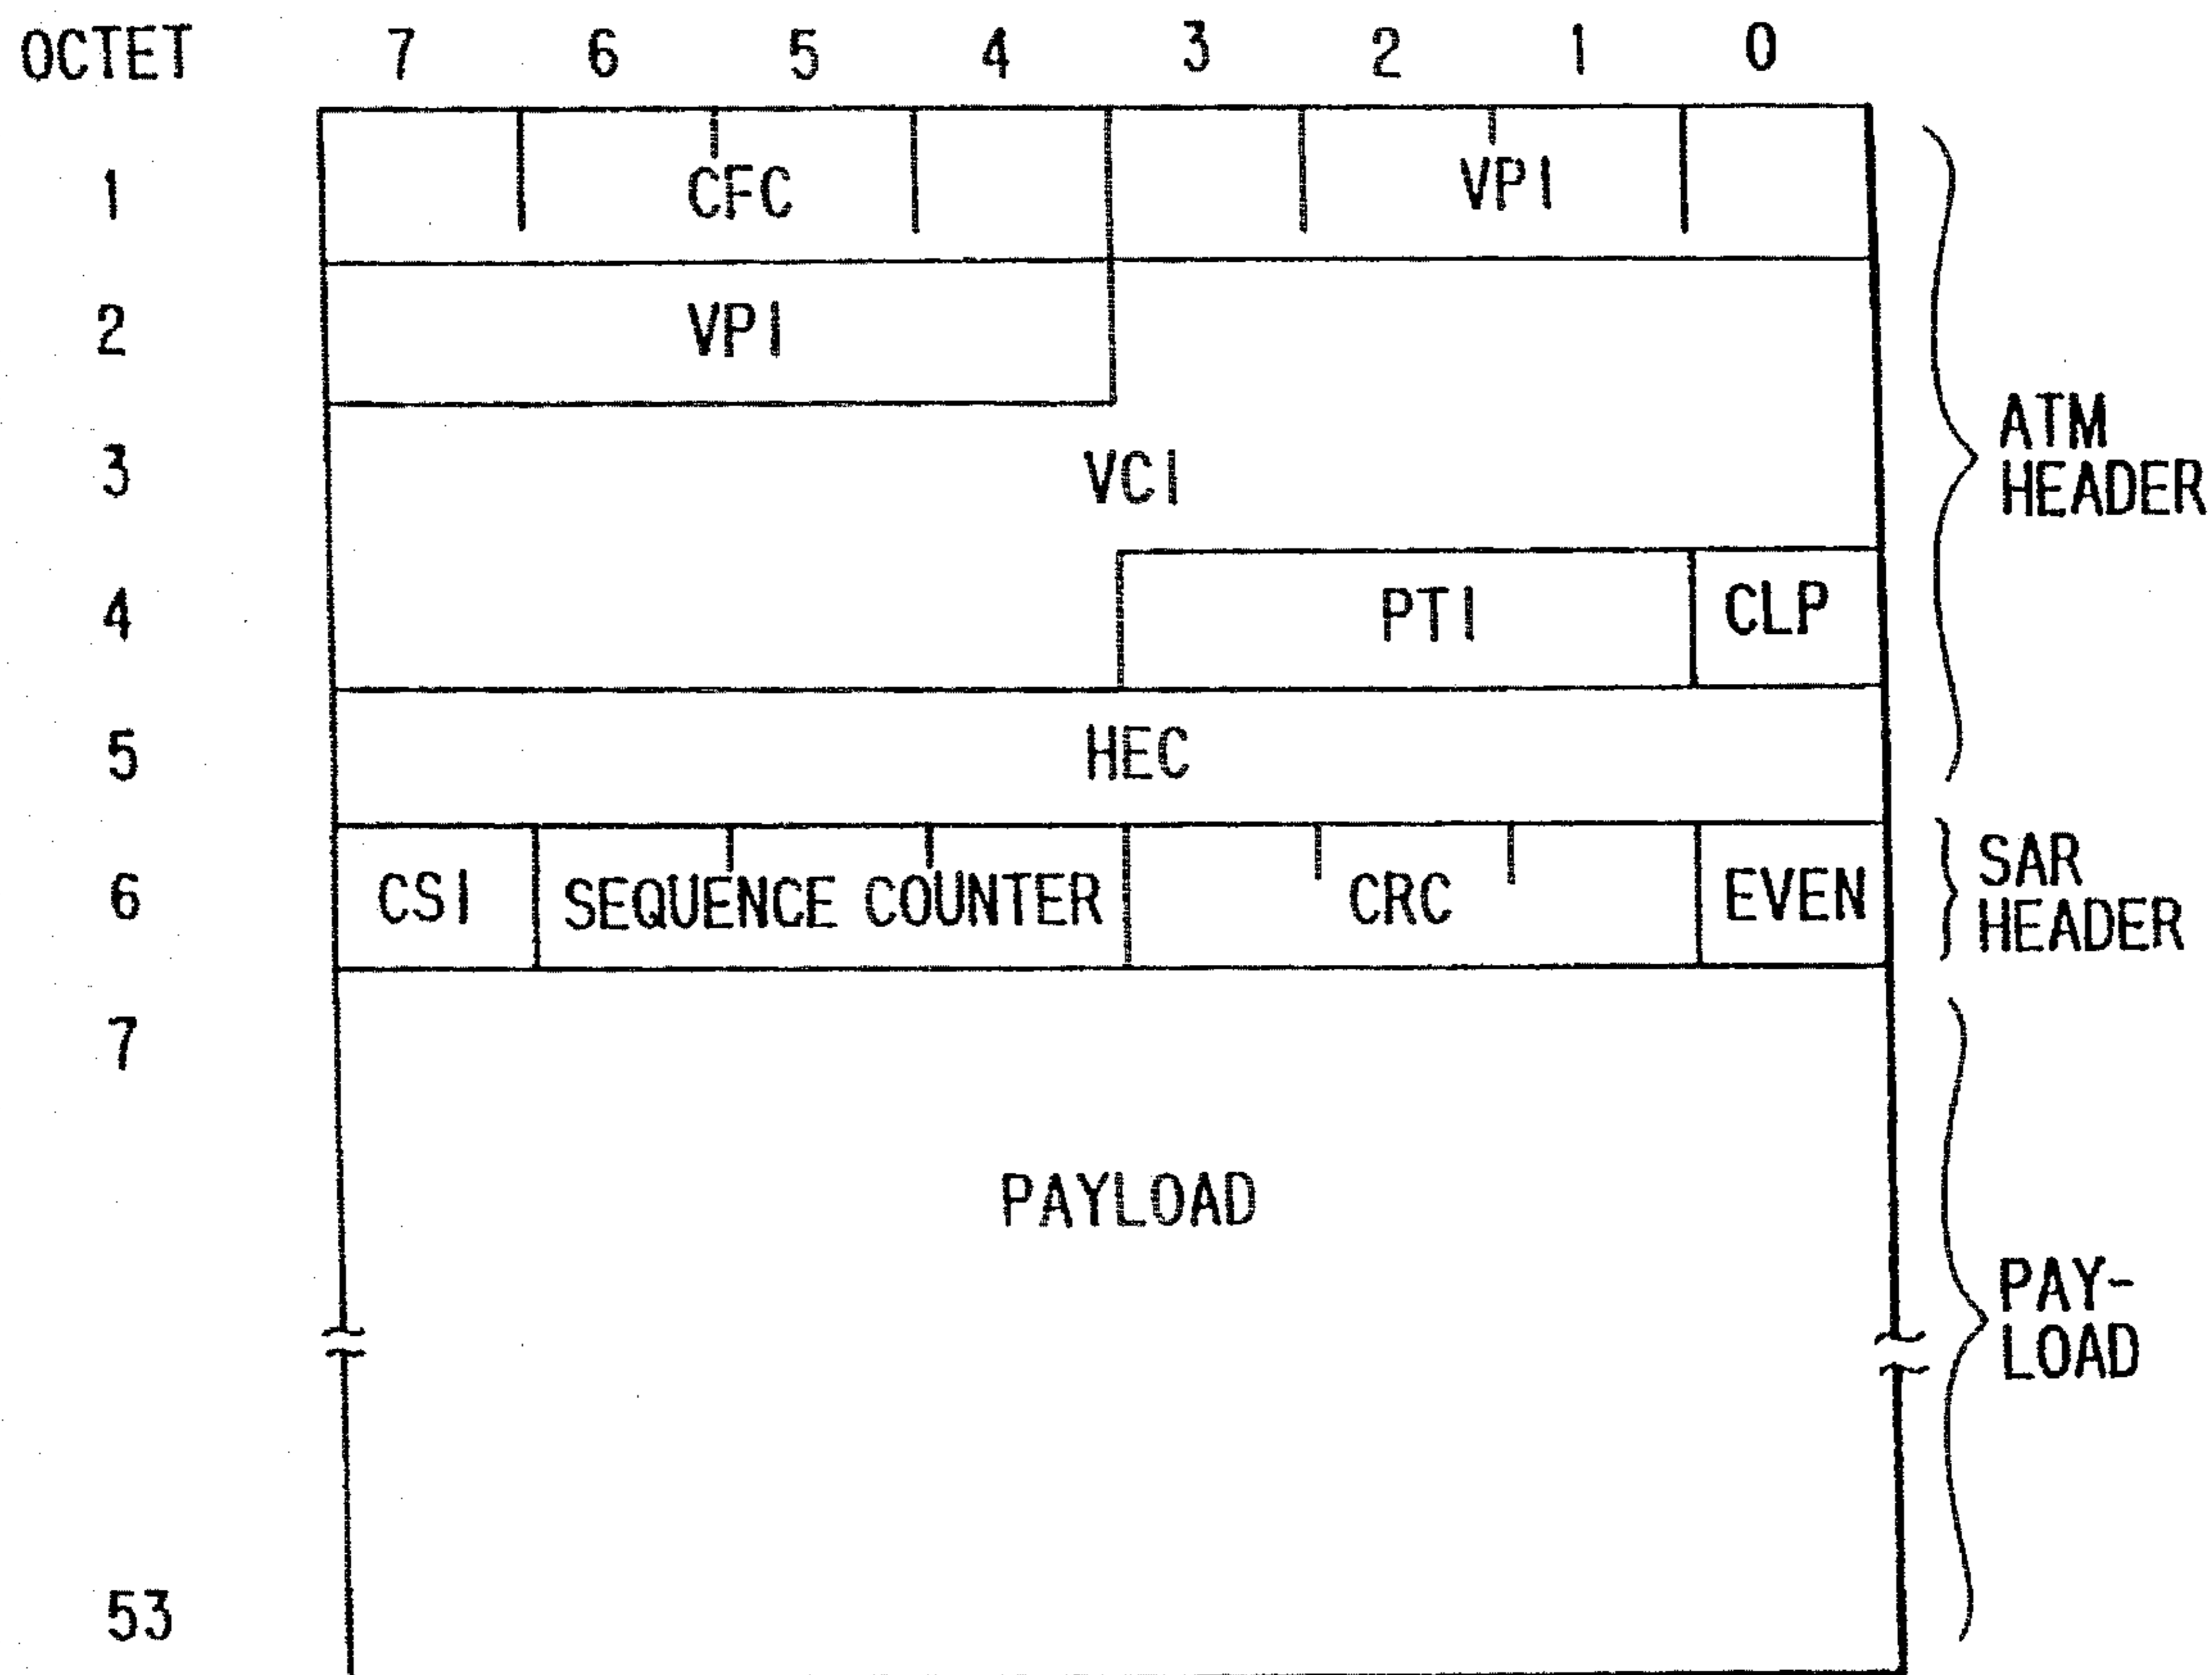 OCTET 7 6 5 4 3 2 1 0
1 CFC VPI
2 VPI
3 VCI
ATM
HEADER
4 PTI CLP
5 HEC
6 CSI SEQUENCE COUNTER CRC EVEN
SAR
HEADER
7
PAYLOAD
PAY-
LOAD
53